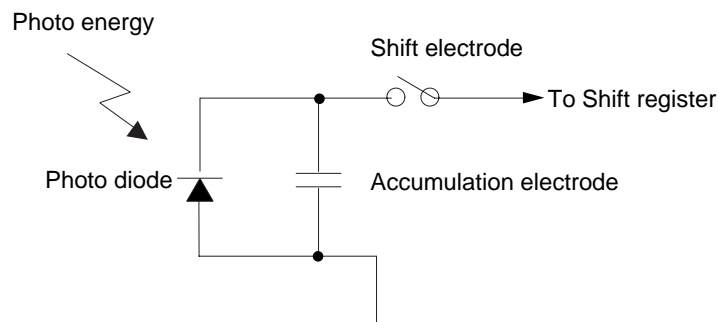 Photo energy
Shift electrode
To Shift register
Photo diode
Accumulation electrode